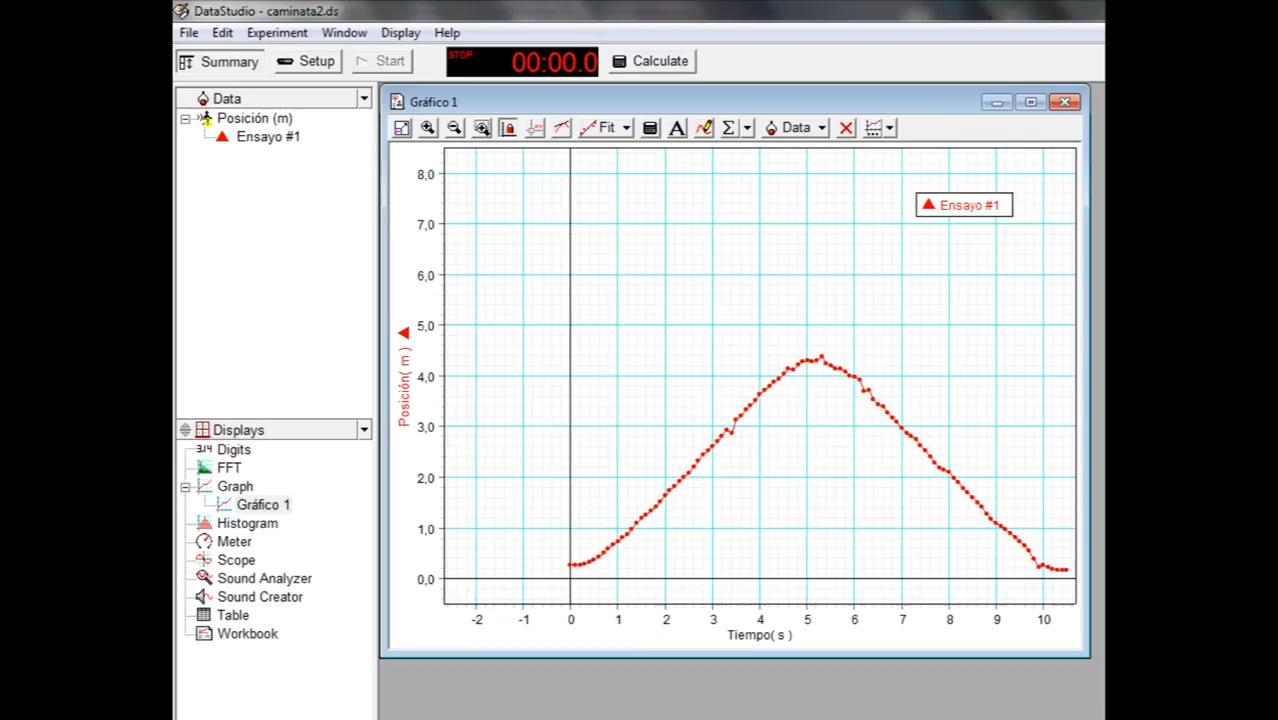 DataStudio - caminata2.ds
File Edit Experiment Window Display Help
Summary Setup Start STOP 00:00.0 Calculate
Data
Posición (m)
Ensayo #1
Displays
3.14 Digits
FFT
Graph
Gráfico 1
Histogram
Meter
Scope
Sound Analyzer
Sound Creator
Table
Workbook
Gráfico 1
Fit A Σ Data
Ensayo #1
8,0
7,0
6,0
5,0
4,0
3,0
2,0
1,0
0,0
Posición( m )
-2 -1 0 1 2 3 4 5 6 7 8 9 10
Tiempo( s )